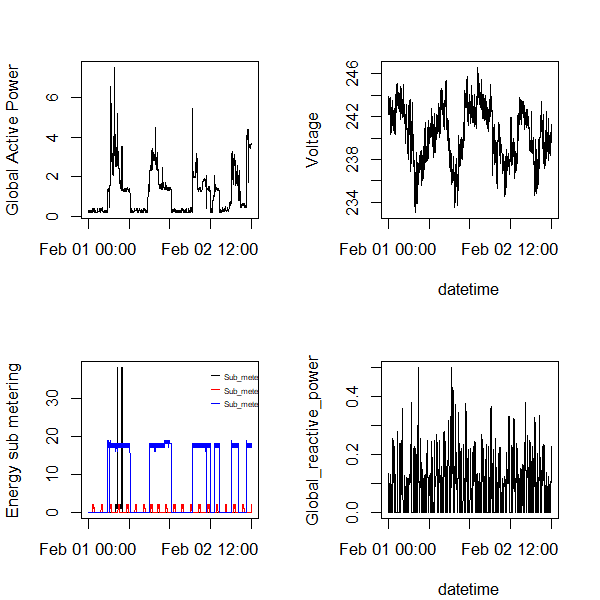 Global Active Power
6
4
2
0
Feb 01 00:00 Feb 02 12:00
Voltage
246
242
238
234
Feb 01 00:00 Feb 02 12:00
datetime
Energy sub metering
30
20
10
0
Sub_mete
Sub_mete
Sub_mete
Feb 01 00:00 Feb 02 12:00
Global_reactive_power
0.4
0.2
0.0
Feb 01 00:00 Feb 02 12:00
datetime